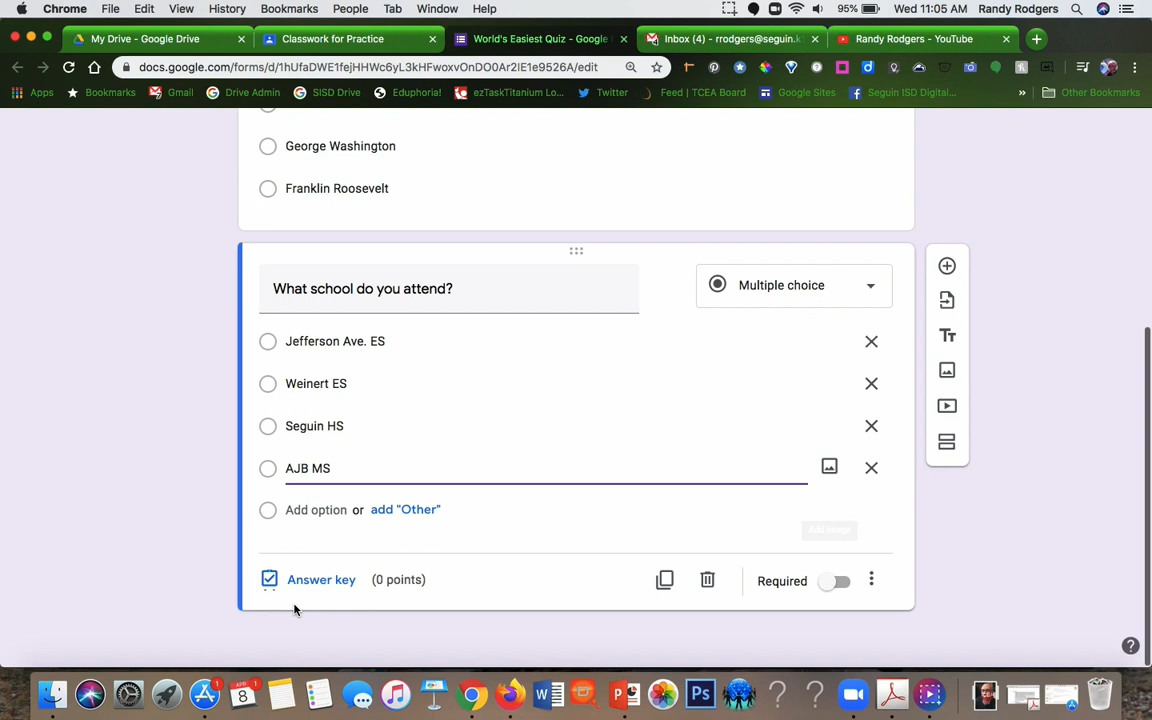 Chrome File Edit View History Bookmarks People Tab Window Help 95% Wed 11:05 AM Randy Rodgers
My Drive - Google Drive Classwork for Practice World's Easiest Quiz - Google Inbox (4) - rrodgers@seguin.k Randy Rodgers - YouTube
docs.google.com/forms/d/1hUfaDWE1fejHHWc6yL3kHFwoxvOnDO0Ar2IE1e9526A/edit
Apps Bookmarks Gmail Drive Admin SISD Drive Eduphoria! ezTaskTitanium Lo... Twitter Feed | TCEA Board Google Sites Seguin ISD Digital... » Other Bookmarks
George Washington
Franklin Roosevelt
What school do you attend? Multiple choice
Jefferson Ave. ES
Weinert ES
Seguin HS
AJB MS
Add option or add "Other"
Add image
Answer key (0 points) Required